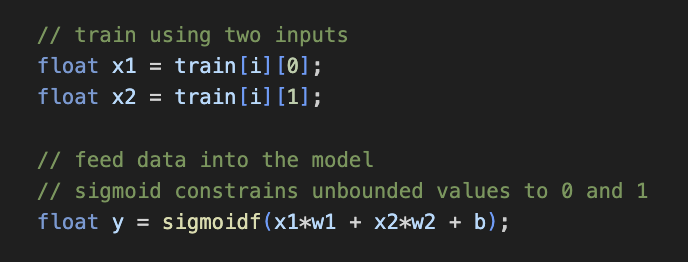 // train using two inputs
float x1 = train[i][0];
float x2 = train[i][1];
// feed data into the model
// sigmoid constrains unbounded values to 0 and 1
float y = sigmoidf(x1*w1 + x2*w2 + b);